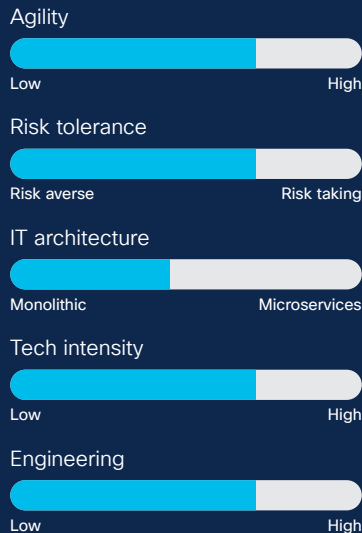 Agility
Low High
Risk tolerance
Risk averse Risk taking
IT architecture
Monolithic Microservices
Tech intensity
Low High
Engineering
Low High